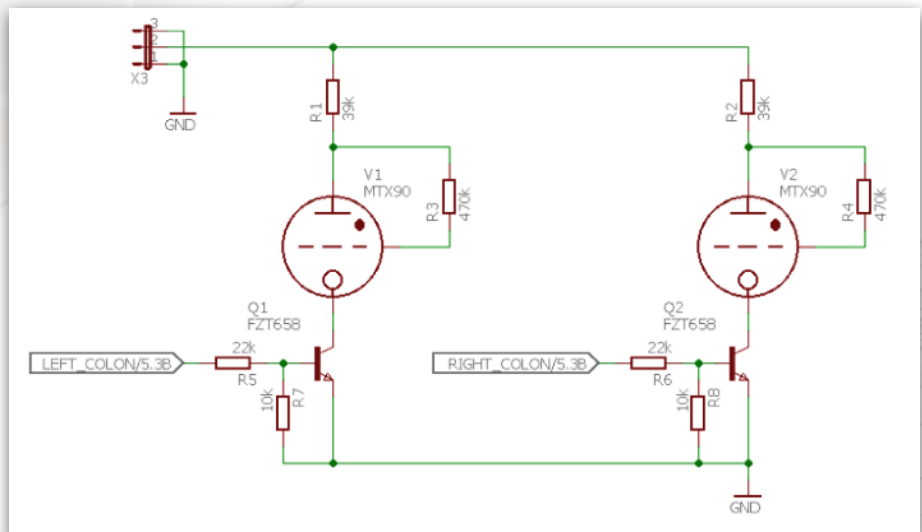 3
2
1
X3
GND
R1
39k
R2
39k
V1
MTX90
R3
470k
V2
MTX90
R4
470k
Q1
FZT658
Q2
FZT658
LEFT_COLON/5.3B
22k
R5
10k
R7
RIGHT_COLON/5.3B
22k
R6
10k
R8
GND